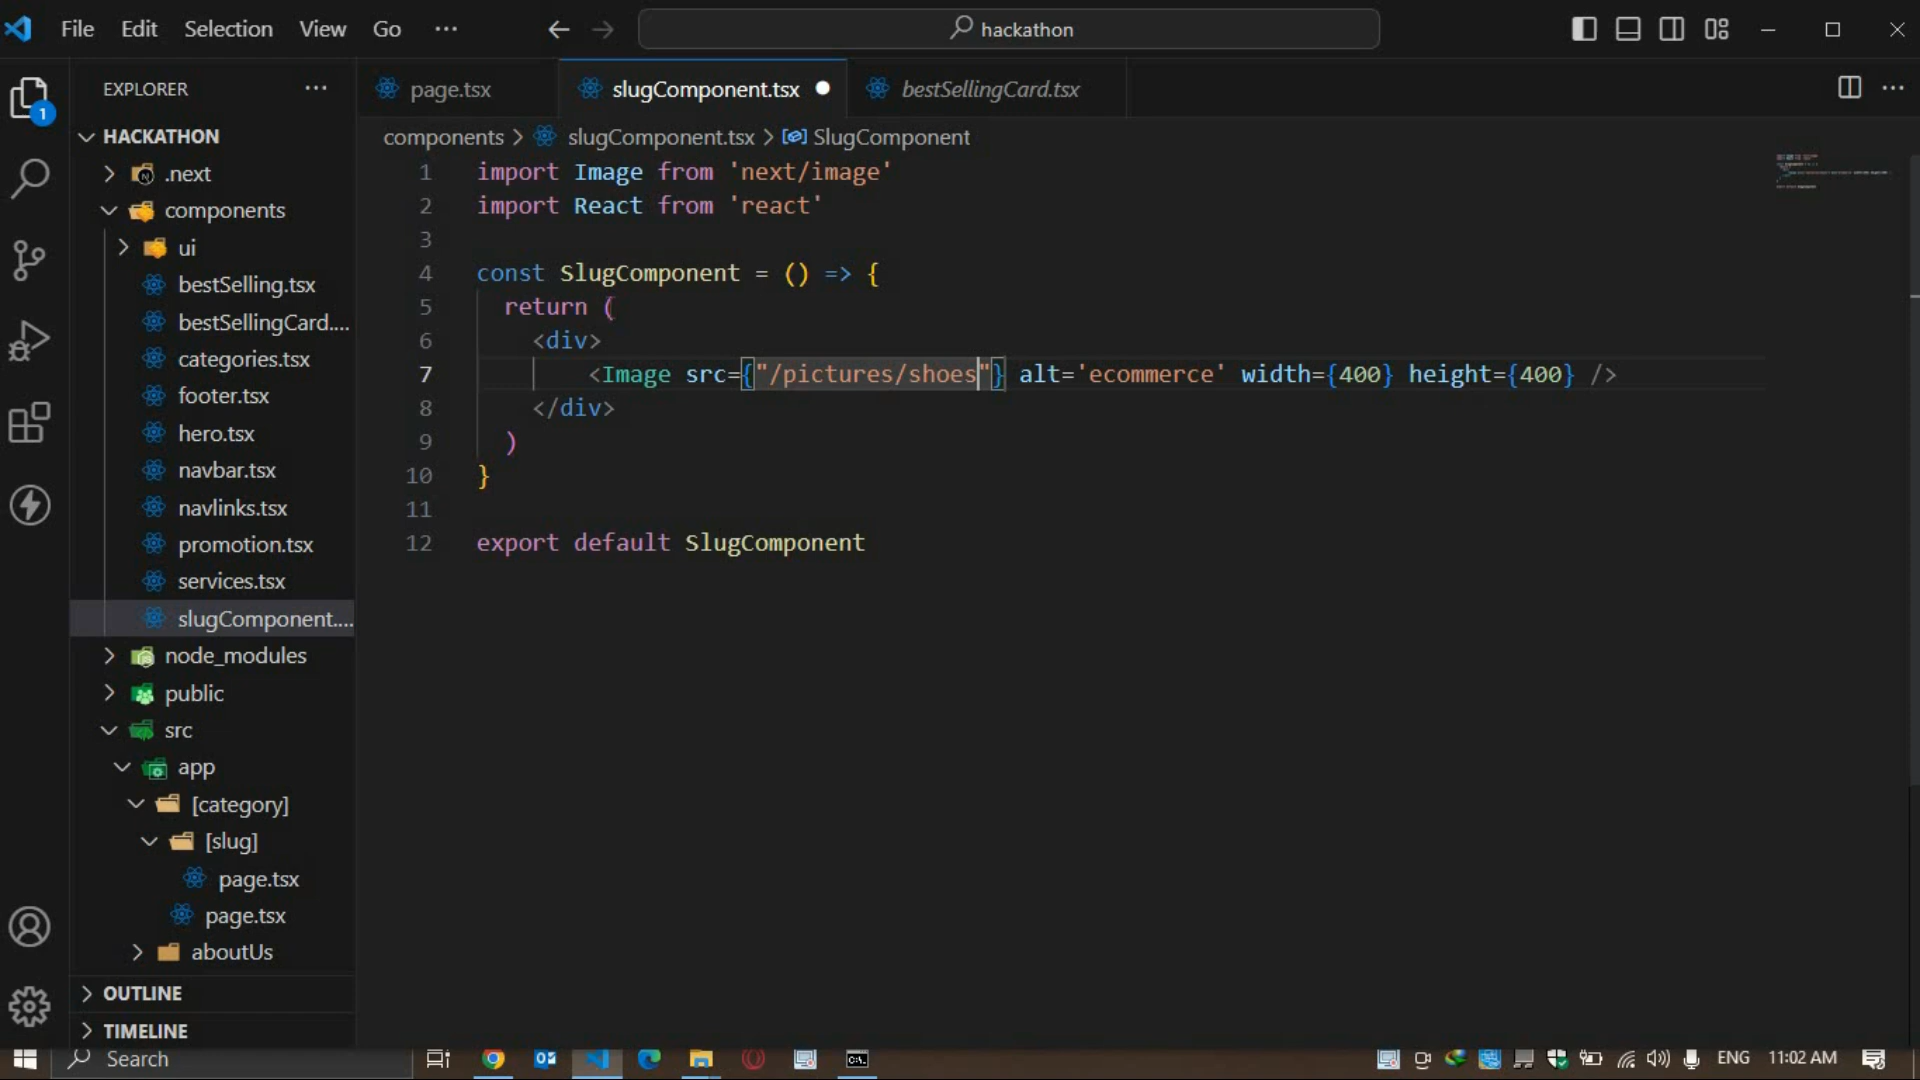 File Edit Selection View Go ···
hackathon
EXPLORER ···
page.tsx
slugComponent.tsx
bestSellingCard.tsx
components > slugComponent.tsx > SlugComponent
HACKATHON
.next
components
ui
bestSelling.tsx
bestSellingCard....
categories.tsx
footer.tsx
hero.tsx
navbar.tsx
navlinks.tsx
promotion.tsx
services.tsx
slugComponent....
node_modules
public
src
app
[category]
[slug]
page.tsx
page.tsx
aboutUs
OUTLINE
TIMELINE
1
1 import Image from 'next/image'
2 import React from 'react'
3
4 const SlugComponent = () => {
5 return (
6 <div>
7 <Image src={"/pictures/shoes"} alt='ecommerce' width={400} height={400} />
8 </div>
9 )
10 }
11
12 export default SlugComponent
Search
ENG 11:02 AM